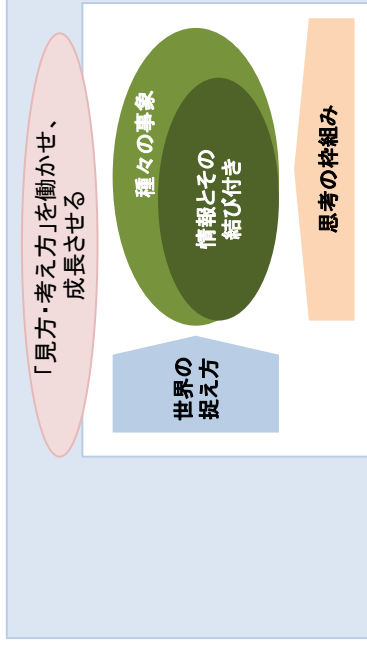 「見方・考え方」を働かせ、
成長させる
種々の事象
情報とその
結び付き
世界の
捉え方
思考の枠組み